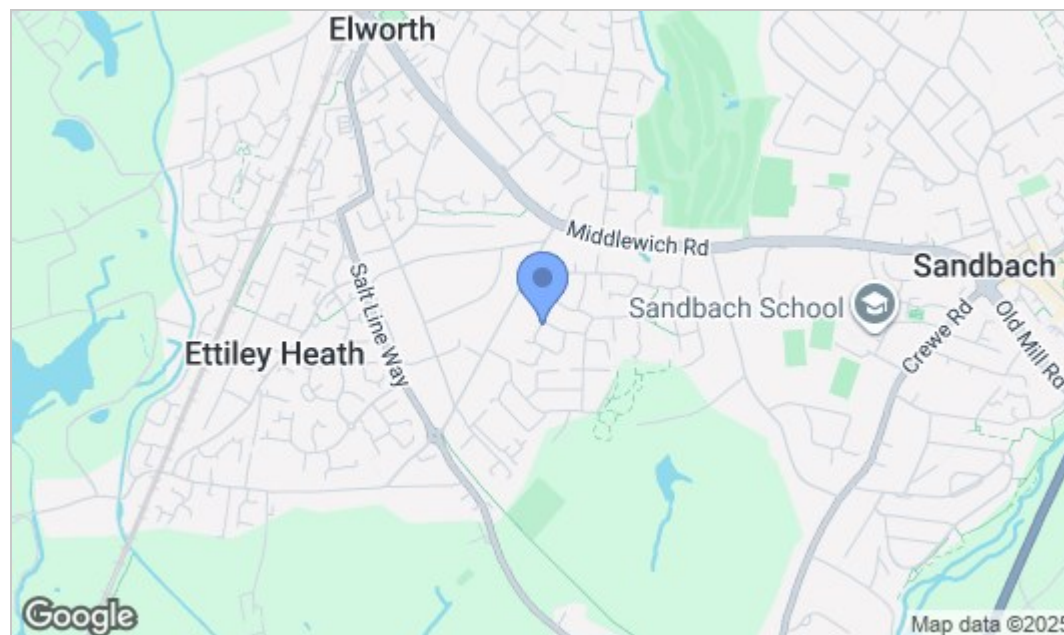 Elworth
Middlewich Rd
Sandbach
Salt Line Way
Sandbach School
Old Mill Rd
Crewe Rd
Ettiley Heath
Google
Map data ©2025